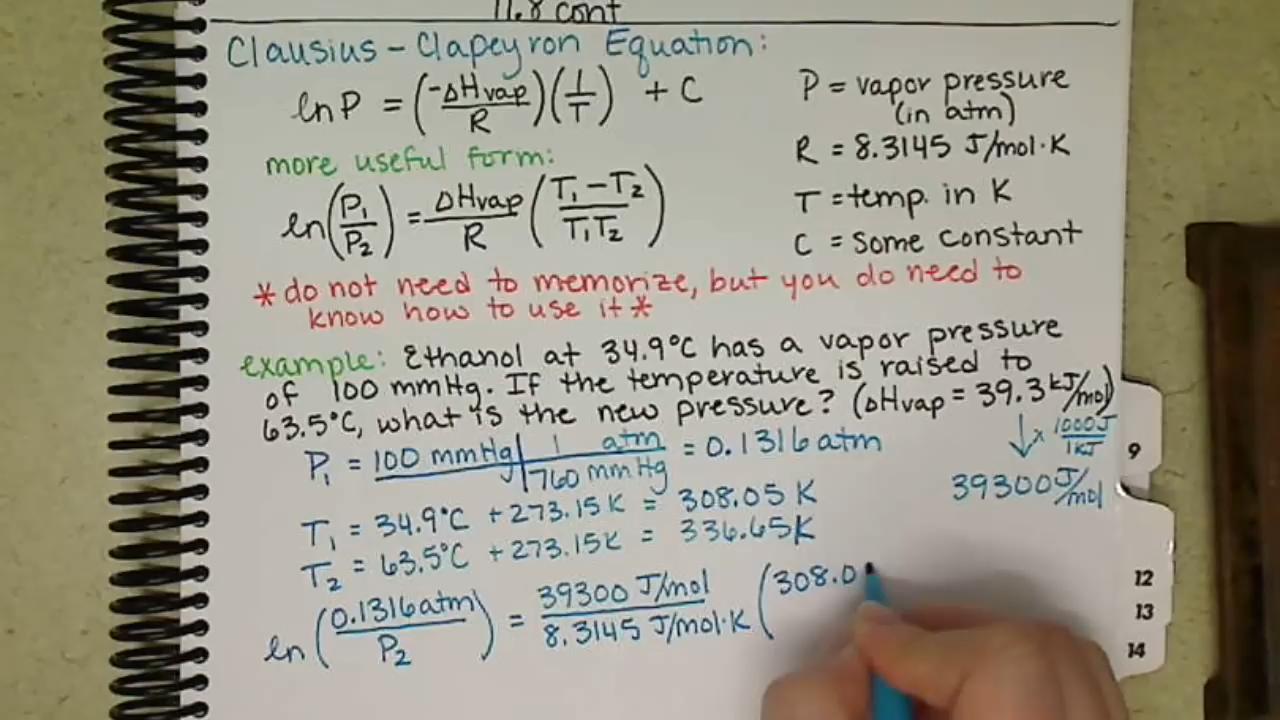 11.8 cont
Clausius-Clapeyron Equation:
ln P = (-ΔHvap/R)(1/T) + C
P = vapor pressure
(in atm)
R = 8.3145 J/mol·K
T = temp. in K
C = some constant
more useful form:
ln(P₁/P₂) = ΔHvap/R (T₁-T₂/T₁T₂)
*do not need to memorize, but you do need to
know how to use it*
example: Ethanol at 34.9°C has a vapor pressure
of 100 mmHg. If the temperature is raised to
63.5°C, what is the new pressure? (ΔHvap = 39.3 kJ/mol)
↓ x 1000J/1kJ
39300 J/mol
P₁ = 100 mmHg | 1 atm / 760 mmHg = 0.1316 atm
T₁ = 34.9°C + 273.15K = 308.05 K
T₂ = 63.5°C + 273.15K = 336.65K
ln(0.1316 atm/P₂) = 39300 J/mol / 8.3145 J/mol·K (308.0
9
12
13
14